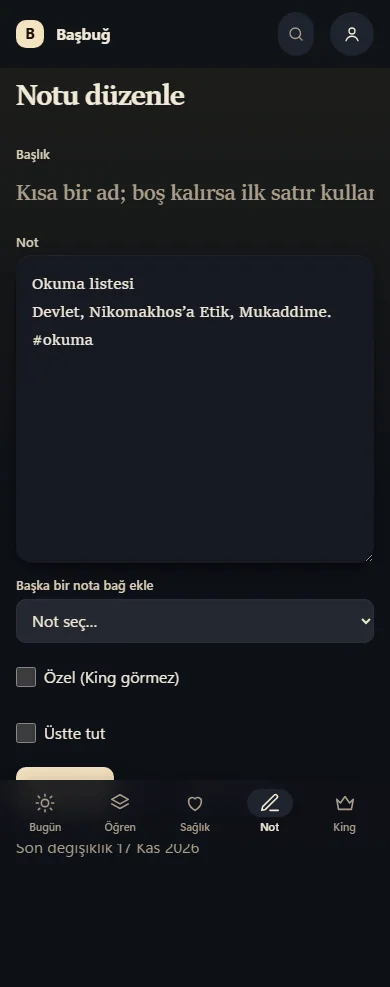 B Başbuğ
Notu düzenle
Başlık
Kısa bir ad; boş kalırsa ilk satır
Not
Okuma listesi
Devlet, Nikomakhos’a Etik, Mukaddime.
#okuma
Başka bir nota bağ ekle
Not seç...
Özel (King görmez)
Üstte tut
Bugün
Öğren
Sağlık
Not
King
Son değişiklik 17 Kas 2026